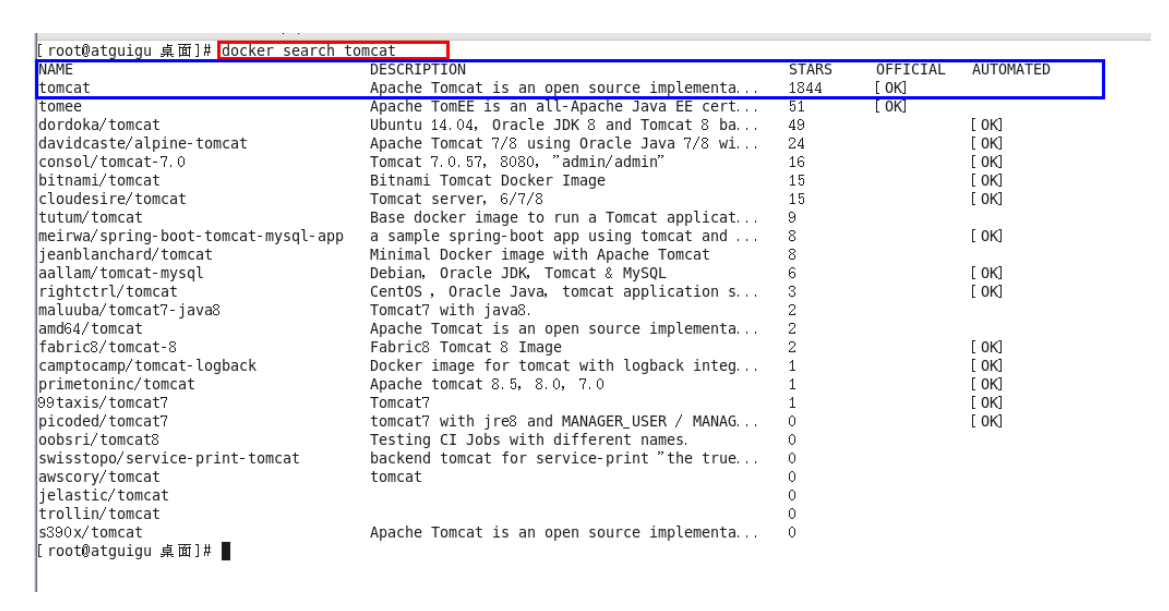 [root@atguigu 桌面]# docker search tomcat
NAME DESCRIPTION STARS OFFICIAL AUTOMATED
tomcat Apache Tomcat is an open source implementa... 1844 [OK]
tomee Apache TomEE is an all-Apache Java EE cert... 51 [OK]
dordoka/tomcat Ubuntu 14.04, Oracle JDK 8 and Tomcat 8 ba... 49 [OK]
davidcaste/alpine-tomcat Apache Tomcat 7/8 using Oracle Java 7/8 wi... 24 [OK]
consol/tomcat-7.0 Tomcat 7.0.57, 8080, "admin/admin" 16 [OK]
bitnami/tomcat Bitnami Tomcat Docker Image 15 [OK]
cloudesire/tomcat Tomcat server, 6/7/8 15 [OK]
tutum/tomcat Base docker image to run a Tomcat applicat... 9
meirwa/spring-boot-tomcat-mysql-app a sample spring-boot app using tomcat and ... 8 [OK]
jeanblanchard/tomcat Minimal Docker image with Apache Tomcat 8
aallam/tomcat-mysql Debian, Oracle JDK, Tomcat & MySQL 6 [OK]
rightctrl/tomcat CentOS , Oracle Java, tomcat application s... 3 [OK]
maluuba/tomcat7-java8 Tomcat7 with java8. 2
amd64/tomcat Apache Tomcat is an open source implementa... 2
fabric8/tomcat-8 Fabric8 Tomcat 8 Image 2 [OK]
camptocamp/tomcat-logback Docker image for tomcat with logback integ... 1 [OK]
primetoninc/tomcat Apache tomcat 8.5, 8.0, 7.0 1 [OK]
99taxis/tomcat7 Tomcat7 1 [OK]
picoded/tomcat7 tomcat7 with jre8 and MANAGER_USER / MANAG... 0 [OK]
oobsri/tomcat8 Testing CI Jobs with different names. 0
swisstopo/service-print-tomcat backend tomcat for service-print "the true... 0
awscory/tomcat tomcat 0
jelastic/tomcat 0
trollin/tomcat 0
s390x/tomcat Apache Tomcat is an open source implementa... 0
[root@atguigu 桌面]#